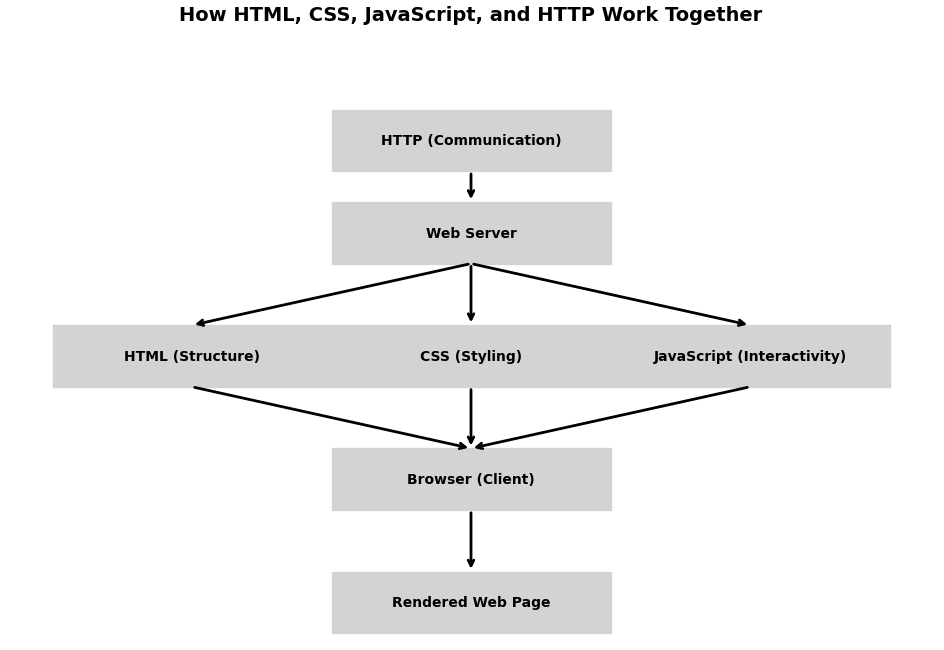 How HTML, CSS, JavaScript, and HTTP Work Together
HTTP (Communication)
Web Server
HTML (Structure)
CSS (Styling)
JavaScript (Interactivity)
Browser (Client)
Rendered Web Page